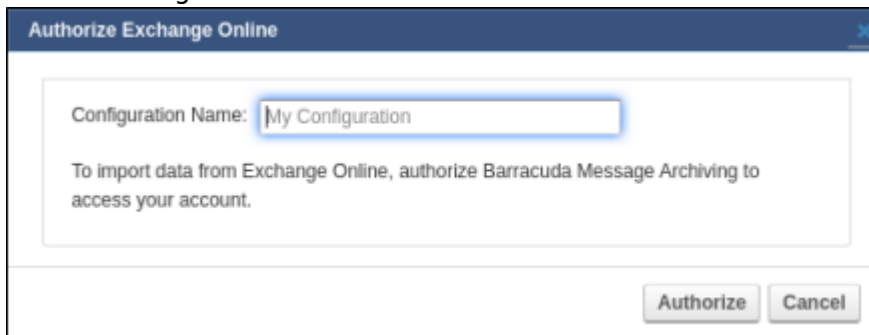 Authorize Exchange Online
Configuration Name: My Configuration
To import data from Exchange Online, authorize Barracuda Message Archiving to
access your account.
Authorize Cancel